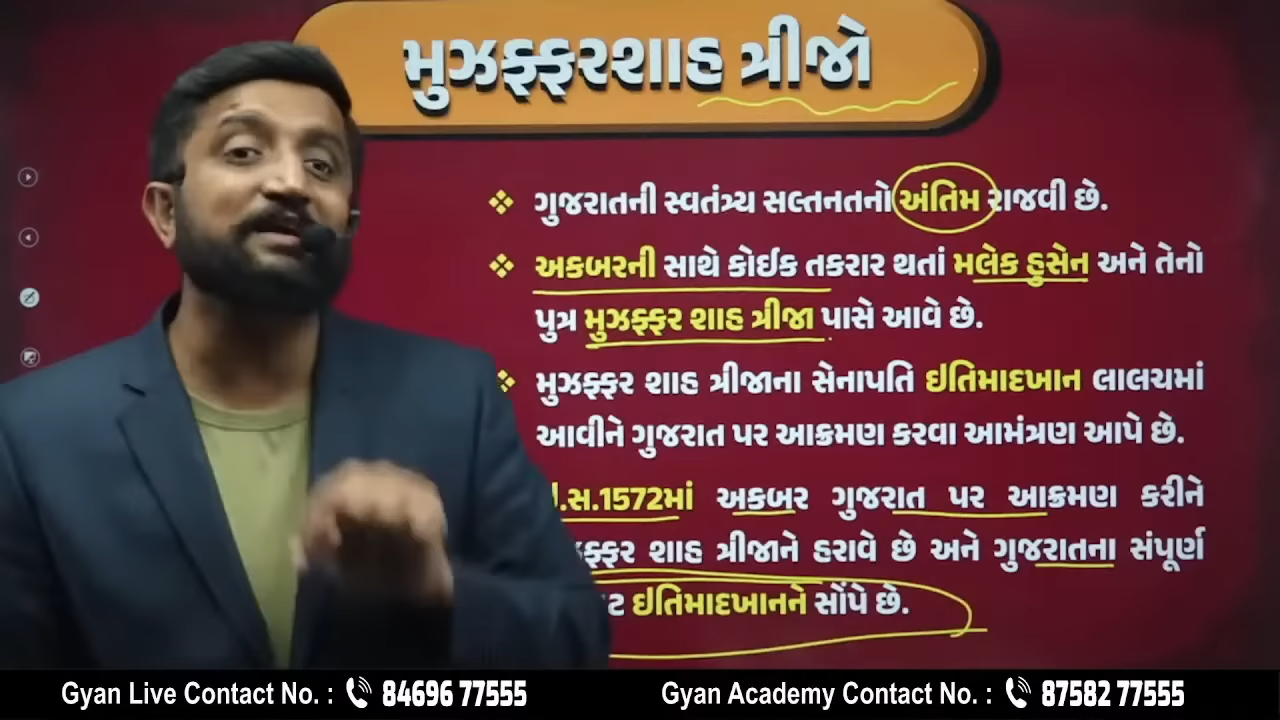 મુઝફ્ફરશાહ ત્રીજો
❖ ગુજરાતની સ્વતંત્ર્ય સલ્તનતનો અંતિમ રાજવી છે.
❖ અકબરની સાથે કોઈક તકરાર થતાં મલેક હુસેન અને તેનો
પુત્ર મુઝફ્ફર શાહ ત્રીજા પાસે આવે છે.
❖ મુઝફ્ફર શાહ ત્રીજાના સેનાપતિ ઈતિમાદખાન લાલચમાં
આવીને ગુજરાત પર આક્રમણ કરવા આમંત્રણ આપે છે.
.સ.1572માં અકબર ગુજરાત પર આક્રમણ કરીને
શાહ ત્રીજાને હરાવે છે અને ગુજરાતના સંપૂર્ણ
ઈતિમાદખાનને સોંપે છે.
Gyan Live Contact No. : 84696 77555
Gyan Academy Contact No. : 87582 77555